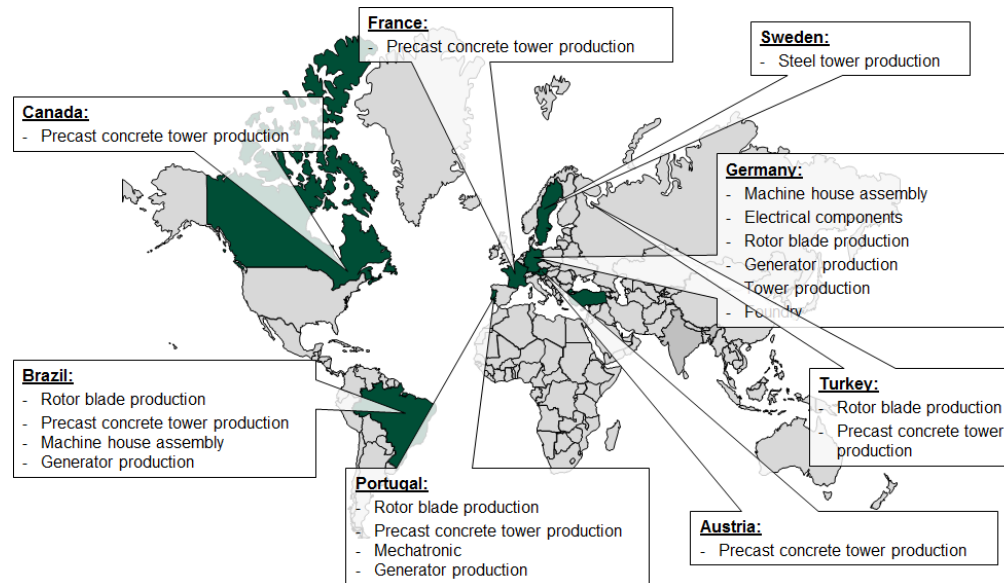 France:
- Precast concrete tower production
Sweden:
- Steel tower production
Canada:
- Precast concrete tower production
Germany:
- Machine house assembly
- Electrical components
- Rotor blade production
- Generator production
- Tower production
- Foundry
Brazil:
- Rotor blade production
- Precast concrete tower production
- Machine house assembly
- Generator production
Turkey:
- Rotor blade production
- Precast concrete tower
production
Portugal:
- Rotor blade production
- Precast concrete tower production
- Mechatronic
- Generator production
Austria:
- Precast concrete tower production